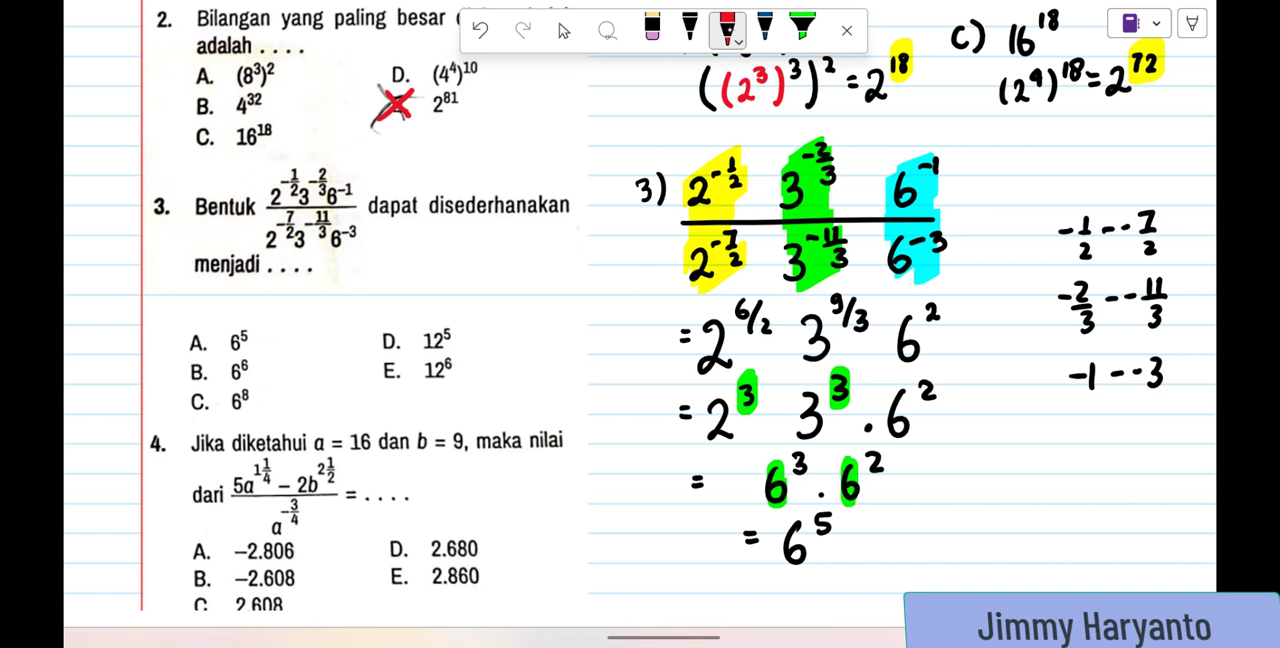 2. Bilangan yang paling besar
adalah . . . .
A. (8³)²
B. 4³²
C. 16¹⁸
D. (4⁴)¹⁰
2⁸¹
3. Bentuk 2^(-1/2) 3^(-2/3) 6^(-1) / 2^(-7/2) 3^(-11/3) 6^(-3) dapat disederhanakan
menjadi . . . .
A. 6⁵
B. 6⁶
C. 6⁸
D. 12⁵
E. 12⁶
4. Jika diketahui a = 16 dan b = 9, maka nilai
dari (5a^(1 1/4) – 2b^(2 1/2)) / a^(-3/4) = . . . .
A. –2.806
B. –2.608
C. 2.608
D. 2.680
E. 2.860
((2³)³)² = 2¹⁸
C) 16¹⁸
(2⁴)¹⁸ = 2⁷²
3) 2^(-1/2) 3^(-2/3) 6^(-1) / 2^(-7/2) 3^(-11/3) 6^(-3)
= 2^(6/2) 3^(9/3) 6²
= 2³ 3³ . 6²
= 6³ . 6²
= 6⁵
-1/2 - -7/2
-2/3 - -11/3
-1 - -3
Jimmy Haryanto